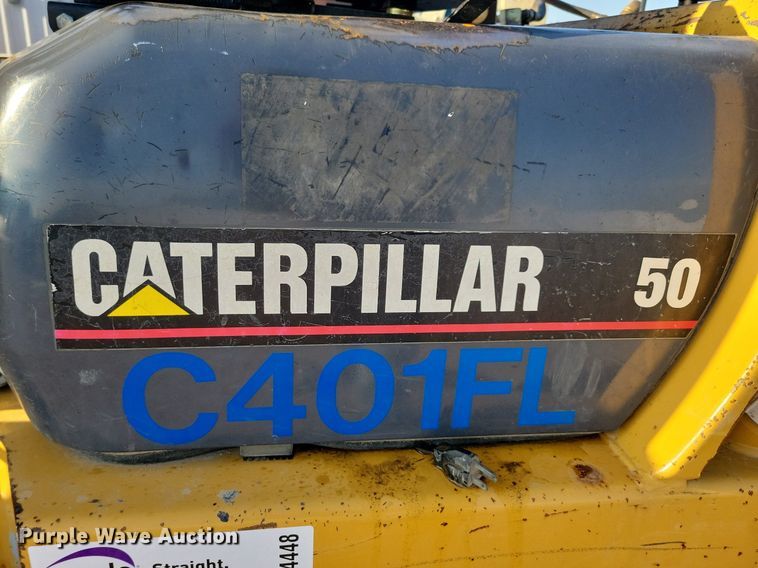 CATERPILLAR 50
C401FL
Purple Wave Auction
Straight.
4448